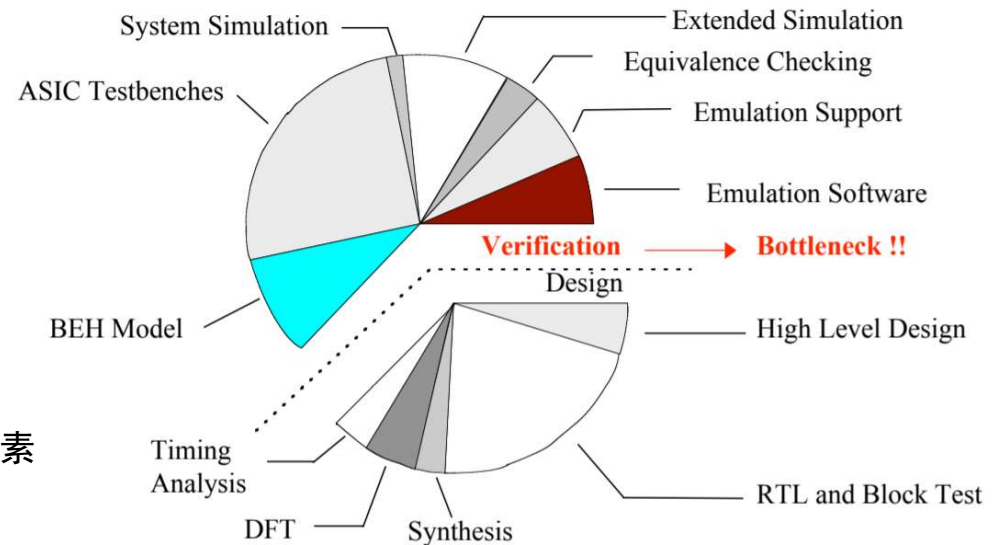 System Simulation
Extended Simulation
Equivalence Checking
ASIC Testbenches
Emulation Support
Emulation Software
Verification
Bottleneck !!
Design
BEH Model
High Level Design
素
Timing
Analysis
RTL and Block Test
DFT
Synthesis